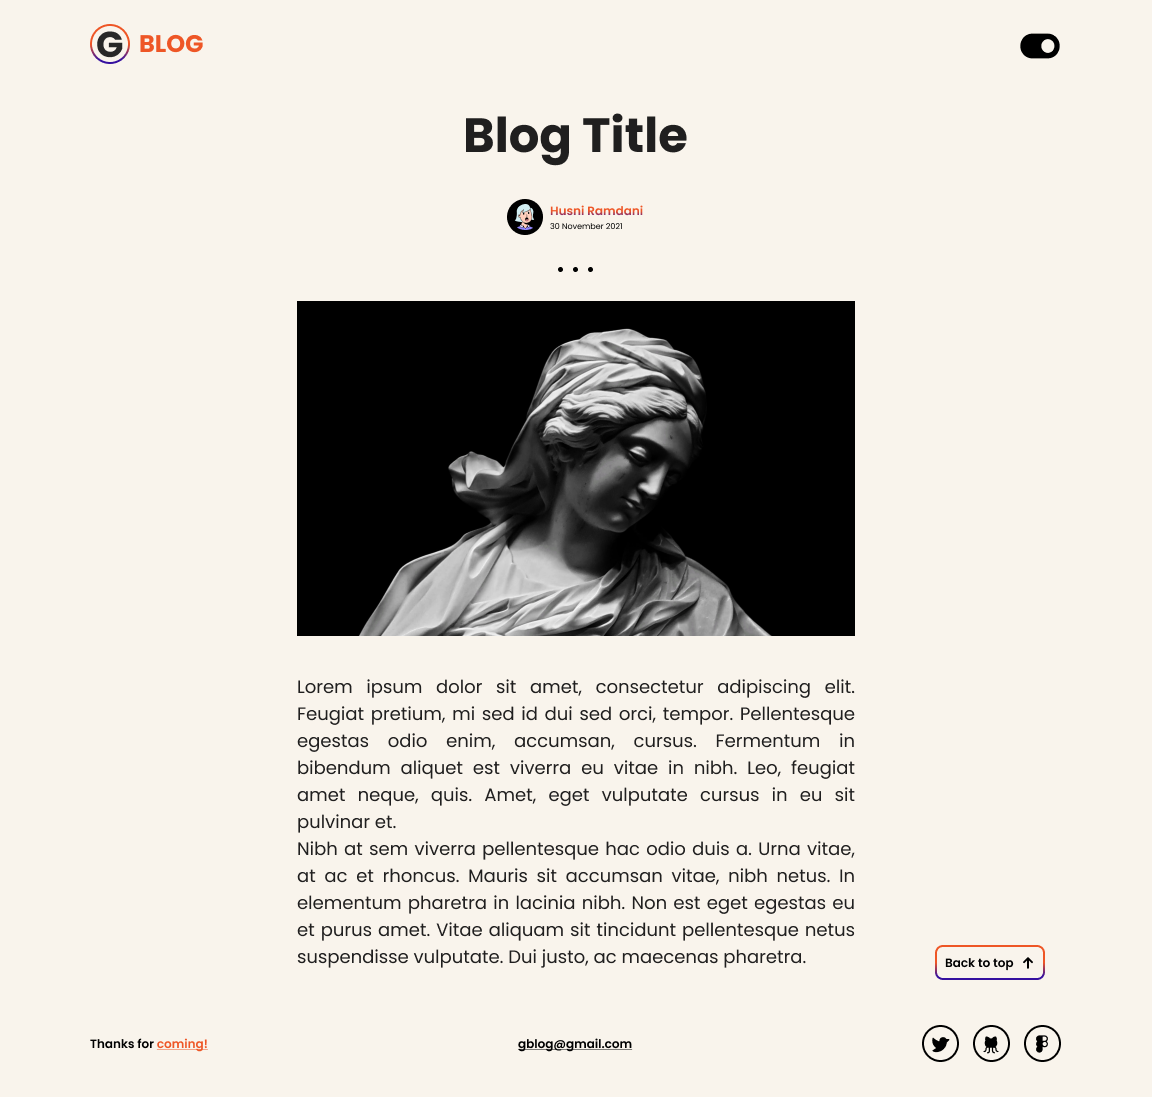 G BLOG
Blog Title
Husni Ramdani
30 November 2021
Lorem ipsum dolor sit amet, consectetur adipiscing elit.
Feugiat pretium, mi sed id dui sed orci, tempor. Pellentesque
egestas odio enim, accumsan, cursus. Fermentum in
bibendum aliquet est viverra eu vitae in nibh. Leo, feugiat
amet neque, quis. Amet, eget vulputate cursus in eu sit
pulvinar et.
Nibh at sem viverra pellentesque hac odio duis a. Urna vitae,
at ac et rhoncus. Mauris sit accumsan vitae, nibh netus. In
elementum pharetra in lacinia nibh. Non est eget egestas eu
et purus amet. Vitae aliquam sit tincidunt pellentesque netus
suspendisse vulputate. Dui justo, ac maecenas pharetra.
Back to top
Thanks for coming!
gblog@gmail.com